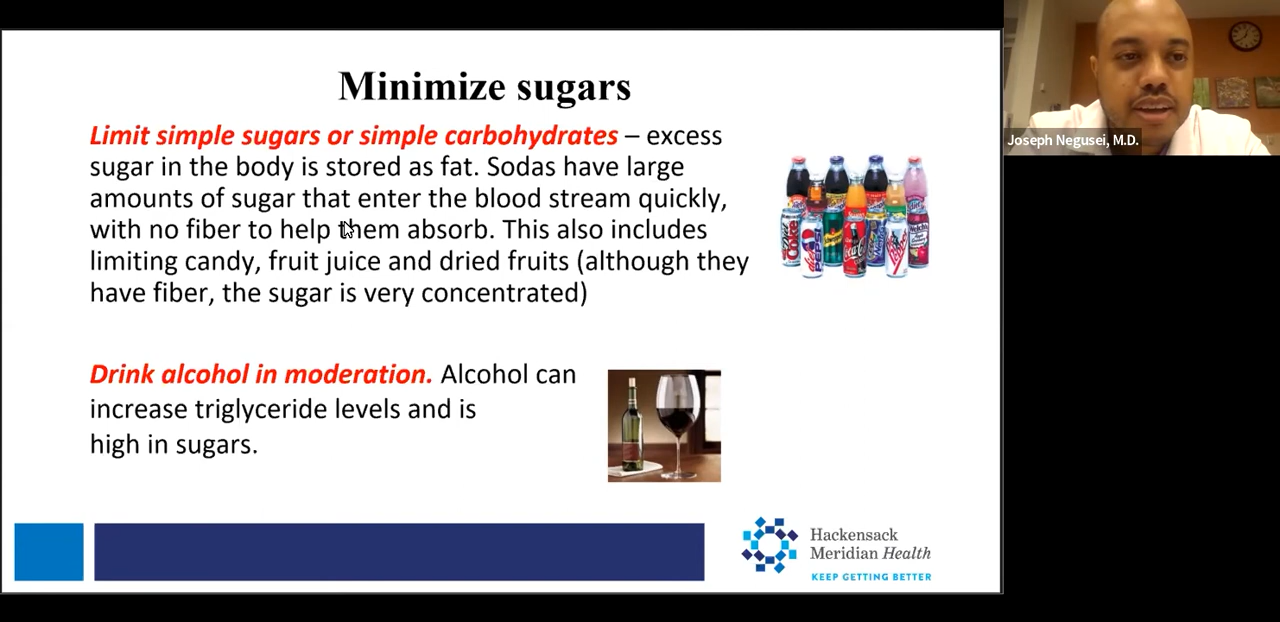 Minimize sugars
Limit simple sugars or simple carbohydrates – excess
sugar in the body is stored as fat. Sodas have large
amounts of sugar that enter the blood stream quickly,
with no fiber to help them absorb. This also includes
limiting candy, fruit juice and dried fruits (although they
have fiber, the sugar is very concentrated)
Coke
PEPSI
Drink alcohol in moderation. Alcohol can
increase triglyceride levels and is
high in sugars.
Hackensack
Meridian Health
KEEP GETTING BETTER
Joseph Negusei, M.D.